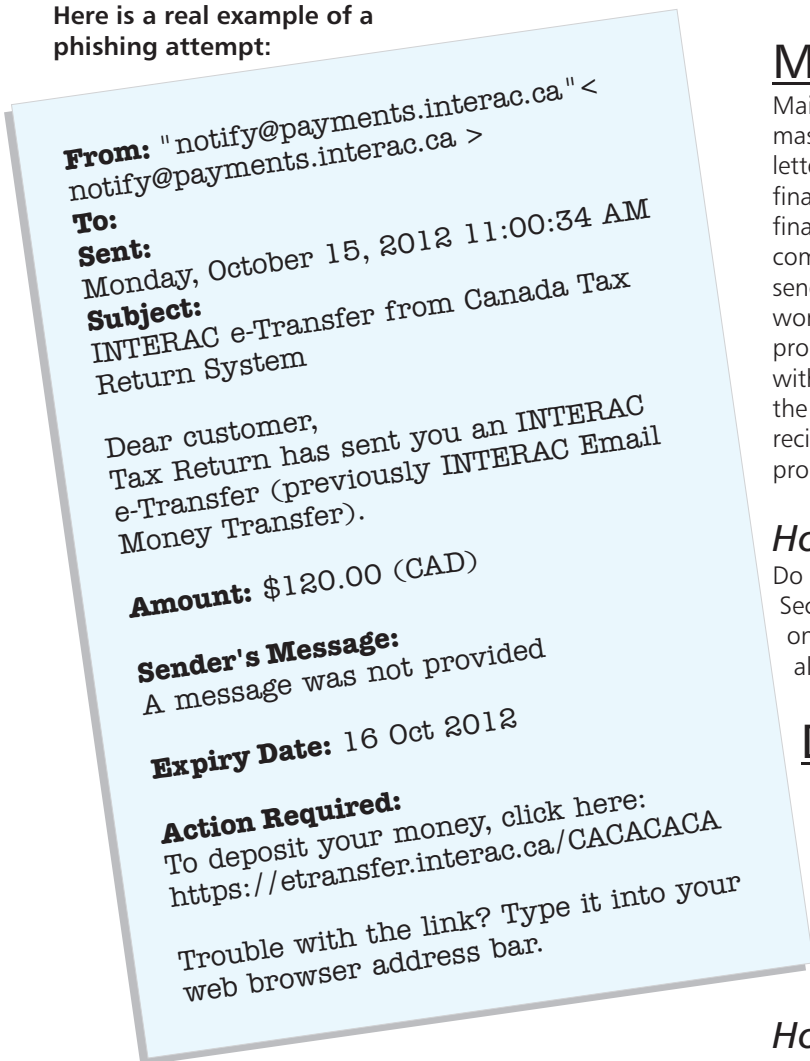 Here is a real example of a
phishing attempt:
From: "notify@payments.interac.ca"<
notify@payments.interac.ca >
To:
Sent:
Monday, October 15, 2012 11:00:34 AM
Subject:
INTERAC e-Transfer from Canada Tax
Return System
Dear customer,
Tax Return has sent you an INTERAC
e-Transfer (previously INTERAC Email
Money Transfer).
Amount: $120.00 (CAD)
Sender's Message:
A message was not provided
Expiry Date: 16 Oct 2012
Action Required:
To deposit your money, click here:
https://etransfer.interac.ca/CACACACA
Trouble with the link? Type it into your
web browser address bar.
Do